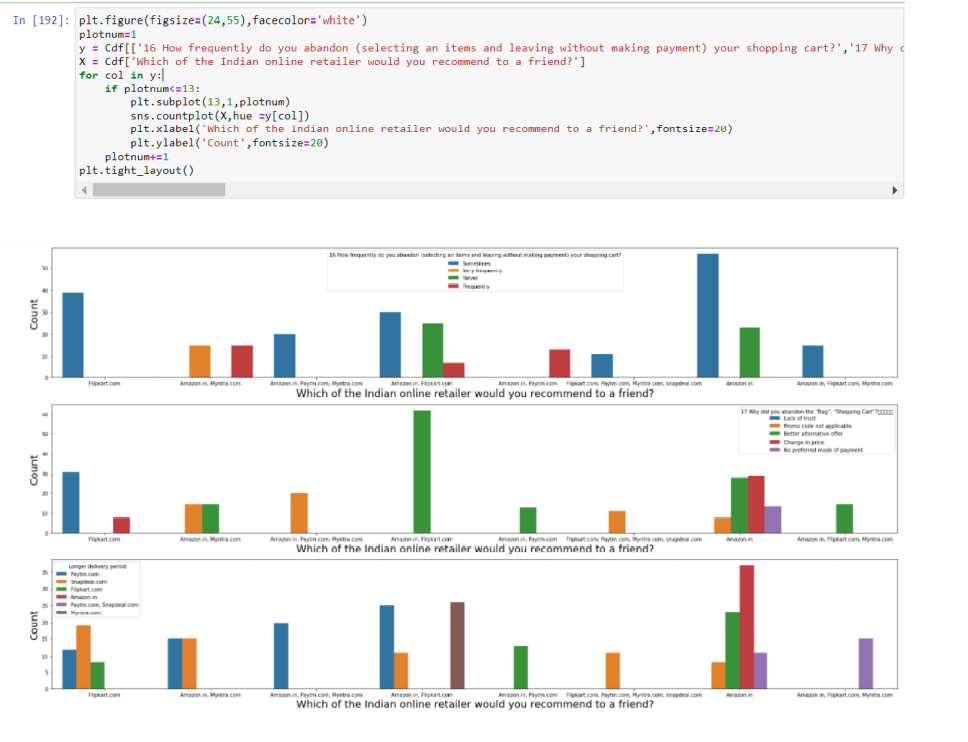 In [192]: plt.figure(figsize=(24,55),facecolor='white')
plotnum=1
y = Cdf[['16 How frequently do you abandon (selecting an items and leaving without making payment) your shopping cart?','17 Why
X = Cdf['Which of the Indian online retailer would you recommend to a friend?']
for col in y:
if plotnum<=13:
plt.subplot(13,1,plotnum)
sns.countplot(X,hue =y[col])
plt.xlabel('Which of the Indian online retailer would you recommend to a friend?',fontsize=20)
plt.ylabel('Count',fontsize=20)
plotnum+=1
plt.tight_layout()
16 How frequently do you abandon (selecting an items and leaving without making payment) your shopping cart?
Sometimes
Very frequently
Never
Frequently
50
40
30
20
10
0
Count
Flipkart.com Amazon.in, Myntra.com Amazon.in, Paytm.com, Myntra.com Amazon.in, Flipkart.com Amazon.in, Paytm.com Flipkart.com, Paytm.com, Myntra.com, snapdeal.com Amazon.in Amazon.in, Flipkart.com, Myntra.com
Which of the Indian online retailer would you recommend to a friend?
17 Why did you abandon the "Bag", "Shopping Cart"?▯▯▯▯▯
Lack of trust
Promo code not applicable
Better alternative offer
Change in price
No preferred mode of payment
60
50
40
30
20
10
0
Count
Flipkart.com Amazon.in, Myntra.com Amazon.in, Paytm.com, Myntra.com Amazon.in, Flipkart.com Amazon.in, Paytm.com Flipkart.com, Paytm.com, Myntra.com, snapdeal.com Amazon.in Amazon.in, Flipkart.com, Myntra.com
Which of the Indian online retailer would you recommend to a friend?
Longer delivery period
Paytm.com
Snapdeal.com
Flipkart.com
Amazon.in
Paytm.com, Snapdeal.com
Myntra.com
35
30
25
20
15
10
5
0
Count
Flipkart.com Amazon.in, Myntra.com Amazon.in, Paytm.com, Myntra.com Amazon.in, Flipkart.com Amazon.in, Paytm.com Flipkart.com, Paytm.com, Myntra.com, snapdeal.com Amazon.in Amazon.in, Flipkart.com, Myntra.com
Which of the Indian online retailer would you recommend to a friend?